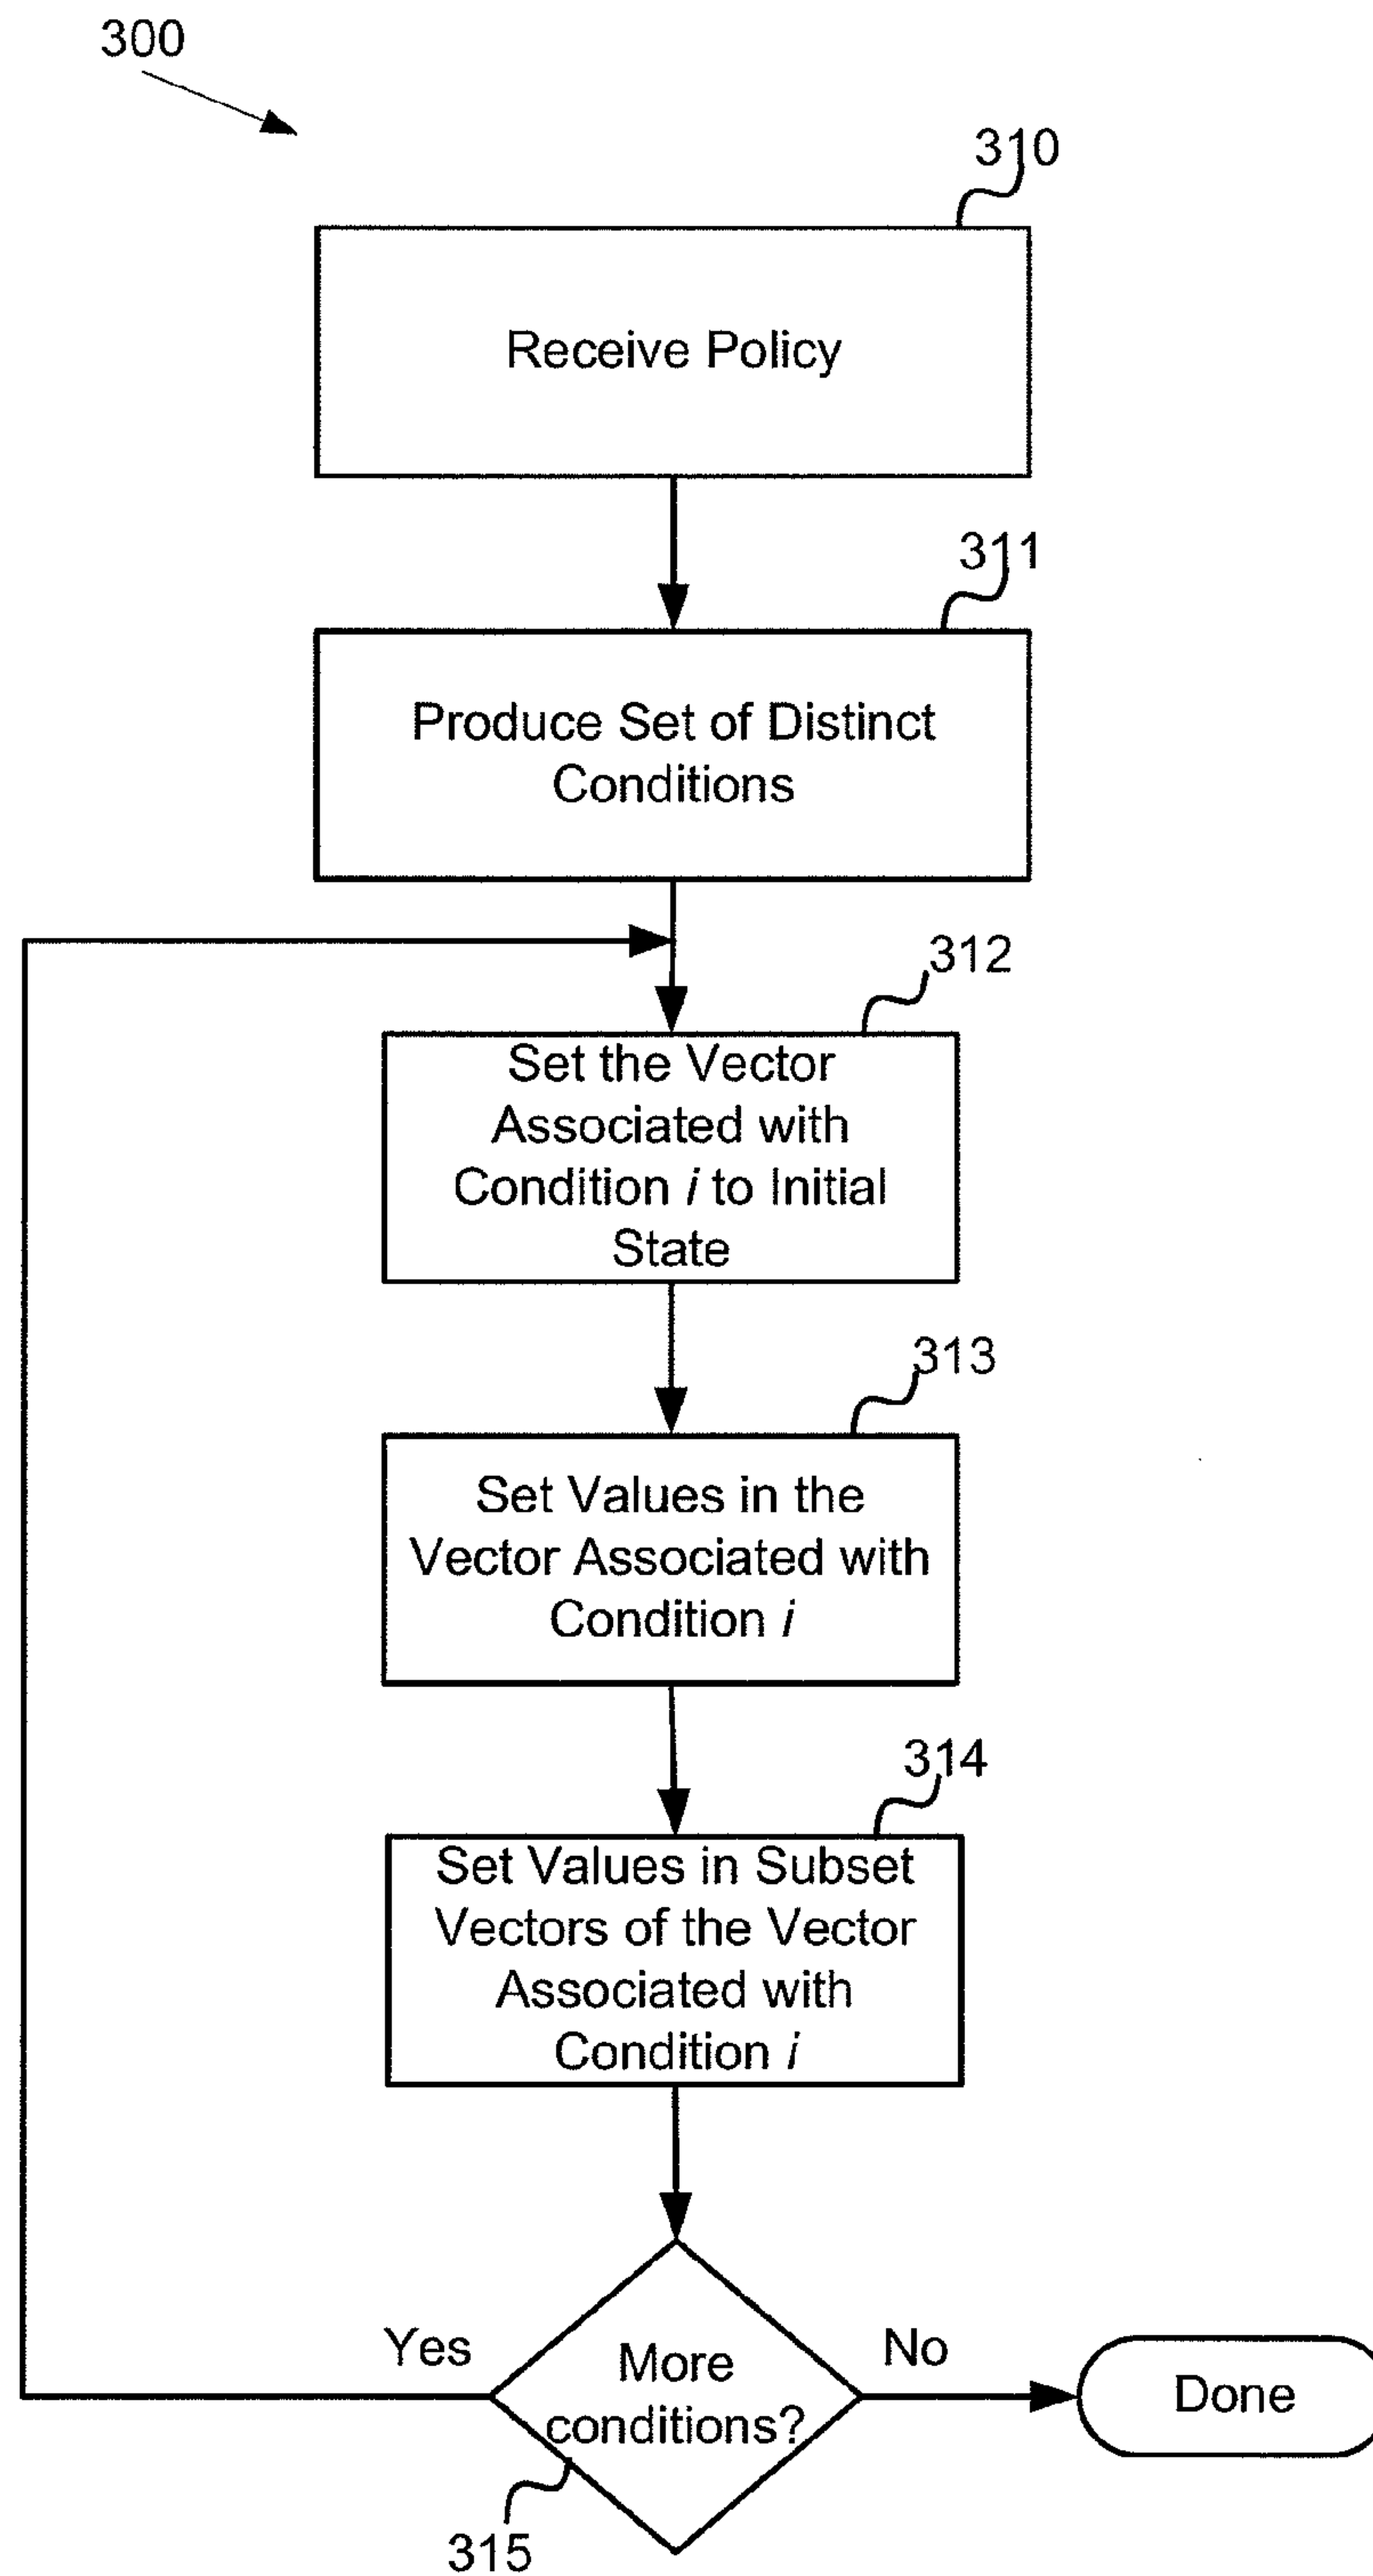 300
310
Receive Policy
311
Produce Set of Distinct
Conditions
312
Set the Vector
Associated with
Condition i to Initial
State
313
Set Values in the
Vector Associated with
Condition i
314
Set Values in Subset
Vectors of the Vector
Associated with
Condition i
Yes
More
conditions?
No
Done
315